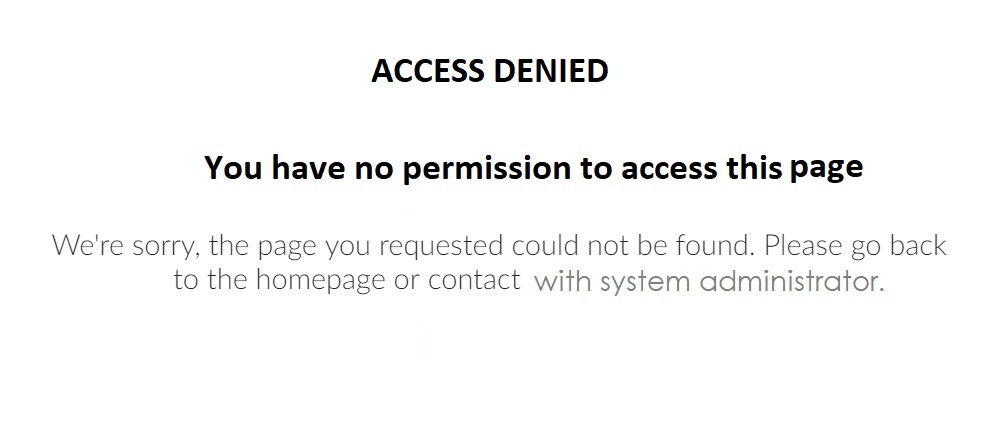 ACCESS DENIED
You have no permission to access this page
We're sorry, the page you requested could not be found. Please go back
to the homepage or contact with system administrator.